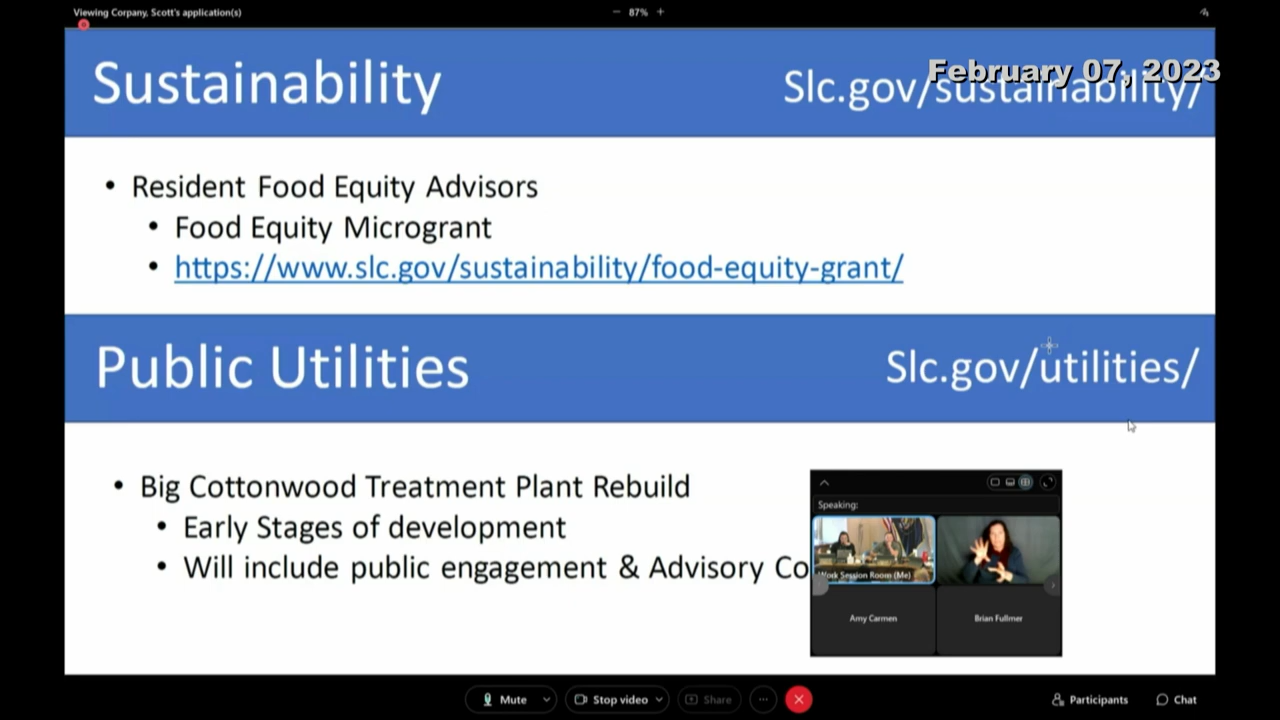 Viewing Corpany, Scott's application(s)
87%
February 07, 2023
Sustainability
Slc.gov/sustainability/
Resident Food Equity Advisors
Food Equity Microgrant
https://www.slc.gov/sustainability/food-equity-grant/
Public Utilities
Slc.gov/utilities/
Big Cottonwood Treatment Plant Rebuild
Early Stages of development
Will include public engagement & Advisory Co
Speaking:
Work Session Room (Me)
Amy Carmen
Brian Fullmer
Mute
Stop video
Share
Participants
Chat